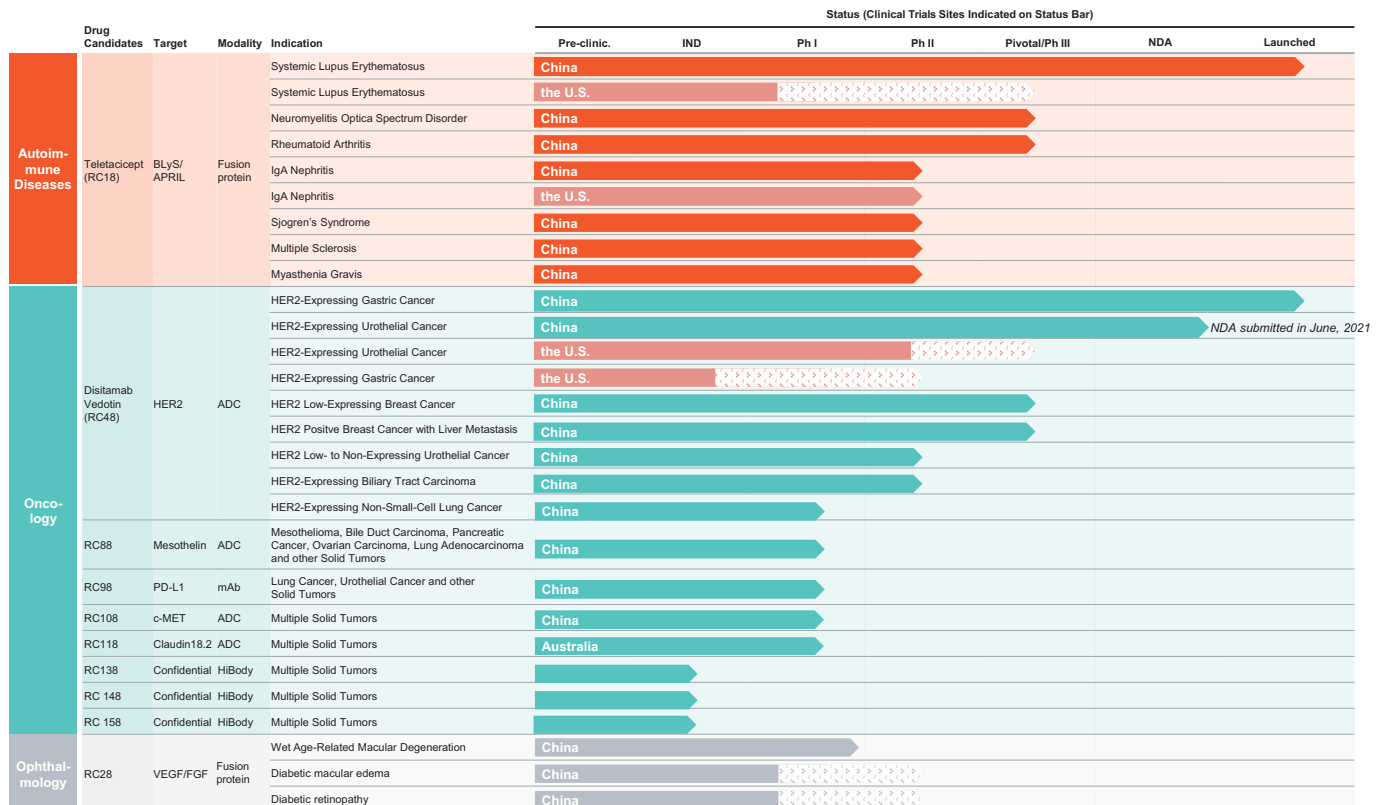 Status (Clinical Trials Sites Indicated on Status Bar)
Drug
Candidates Target Modality Indication Pre-clinic. IND Ph I Ph II Pivotal/Ph III NDA Launched
Autoim-
mune
Diseases
Teletacicept
(RC18)
BLyS/
APRIL
Fusion
protein
Systemic Lupus Erythematosus China
Systemic Lupus Erythematosus the U.S.
Neuromyelitis Optica Spectrum Disorder China
Rheumatoid Arthritis China
IgA Nephritis China
IgA Nephritis the U.S.
Sjogren's Syndrome China
Multiple Sclerosis China
Myasthenia Gravis China
Onco-
logy
Disitamab
Vedotin
(RC48)
HER2
ADC
HER2-Expressing Gastric Cancer China
HER2-Expressing Urothelial Cancer China NDA submitted in June, 2021
HER2-Expressing Urothelial Cancer the U.S.
HER2-Expressing Gastric Cancer the U.S.
HER2 Low-Expressing Breast Cancer China
HER2 Positve Breast Cancer with Liver Metastasis China
HER2 Low- to Non-Expressing Urothelial Cancer China
HER2-Expressing Biliary Tract Carcinoma China
HER2-Expressing Non-Small-Cell Lung Cancer China
RC88 Mesothelin ADC
Mesothelioma, Bile Duct Carcinoma, Pancreatic
Cancer, Ovarian Carcinoma, Lung Adenocarcinoma
and other Solid Tumors
China
RC98 PD-L1 mAb
Lung Cancer, Urothelial Cancer and other
Solid Tumors
China
RC108 c-MET ADC Multiple Solid Tumors China
RC118 Claudin18.2 ADC Multiple Solid Tumors Australia
RC138 Confidential HiBody Multiple Solid Tumors
RC 148 Confidential HiBody Multiple Solid Tumors
RC 158 Confidential HiBody Multiple Solid Tumors
Ophthal-
mology
RC28 VEGF/FGF
Fusion
protein
Wet Age-Related Macular Degeneration China
Diabetic macular edema China
Diabetic retinopathy China